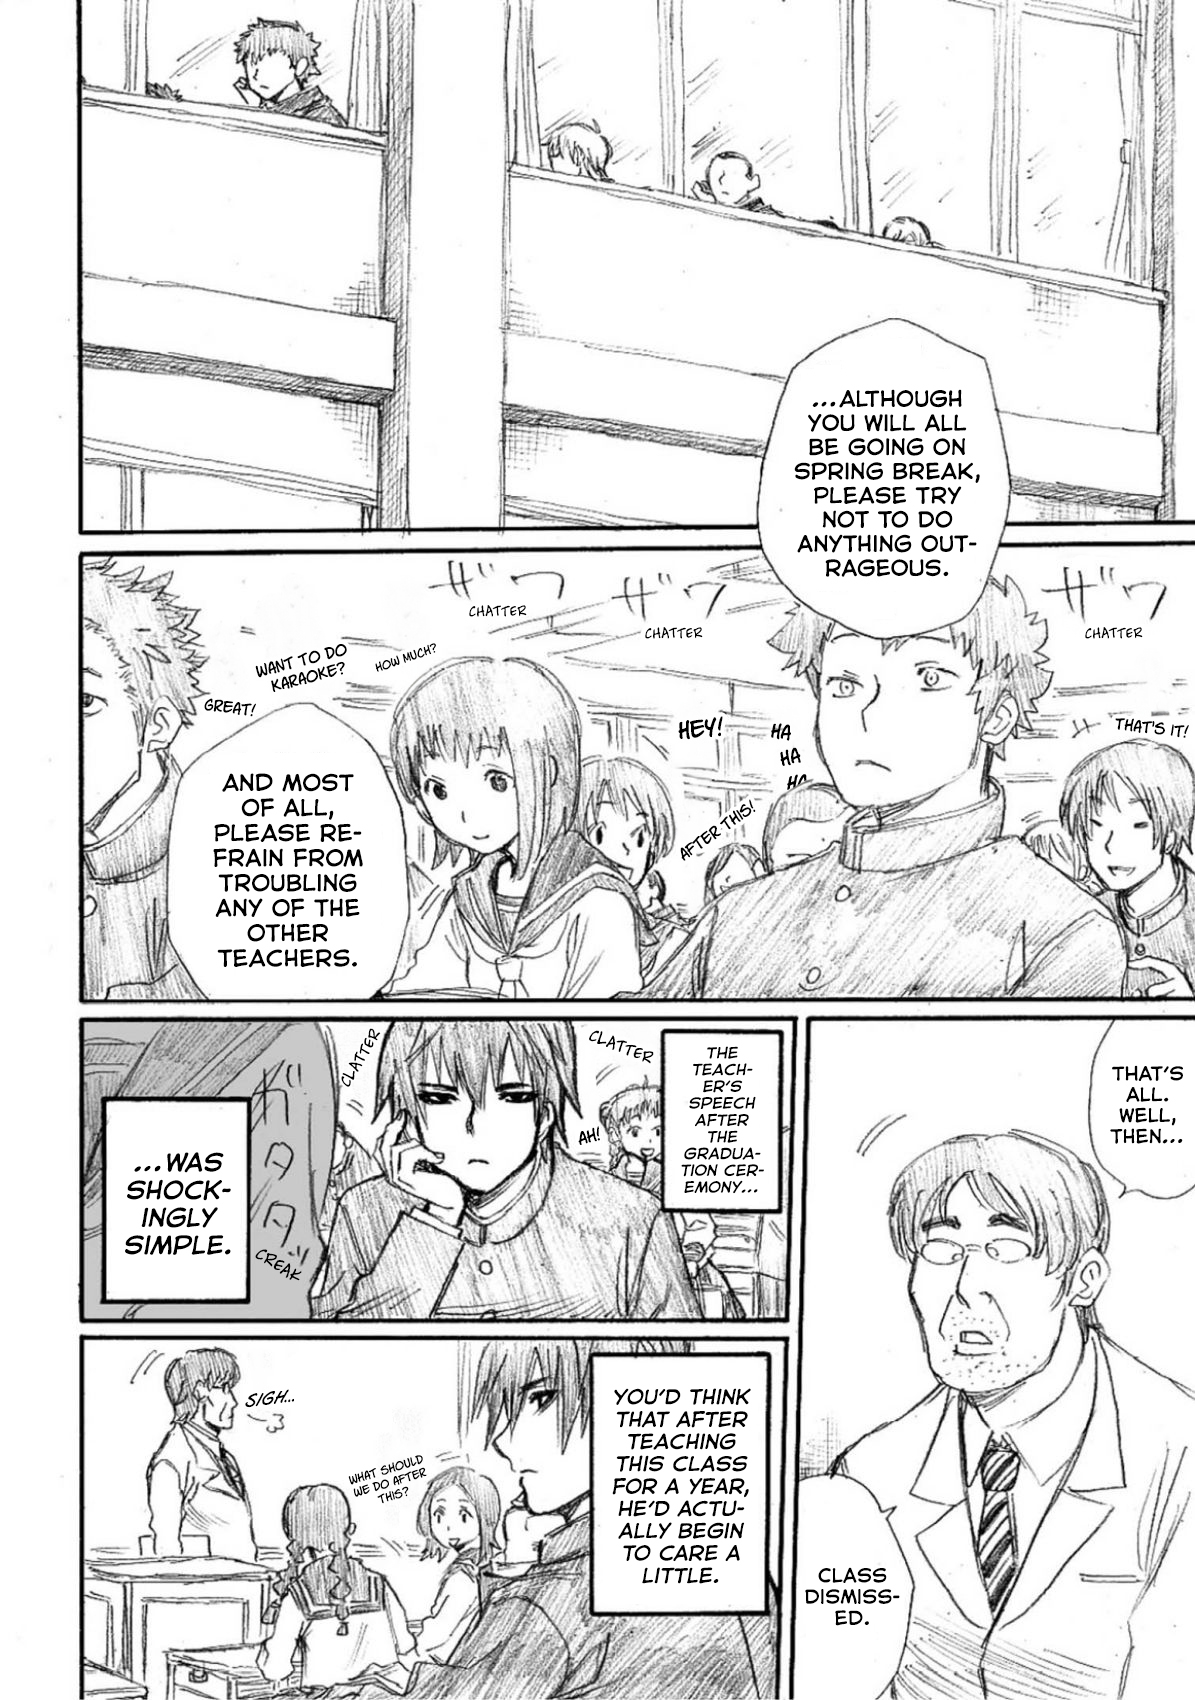 ...ALTHOUGH
YOU WILL ALL
BE GOING ON
SPRING BREAK,
PLEASE TRY
NOT TO DO
ANYTHING OUT-
RAGEOUS.
ザワ
CHATTER
ザワ
CHATTER
ザワ
CHATTER
THAT'S IT!
HA
HA
HA
HEY!
AFTER THIS!
HOW MUCH?
WANT TO DO
KARAOKE?
GREAT!
AND MOST
OF ALL,
PLEASE RE-
FRAIN FROM
TROUBLING
ANY OF THE
OTHER
TEACHERS.
THAT'S
ALL.
WELL,
THEN...
CLASS
DISMISS-
ED.
THE
TEACH-
ER'S
SPEECH
AFTER
THE
GRADUA-
TION CER-
EMONY...
CLATTER
AH!
CLATTER
ガタタッ
CREAK
...WAS
SHOCK-
INGLY
SIMPLE.
YOU'D THINK
THAT AFTER
TEACHING
THIS CLASS
FOR A YEAR,
HE'D ACTU-
ALLY BEGIN
TO CARE A
LITTLE.
SIGH...
WHAT SHOULD
WE DO AFTER
THIS?